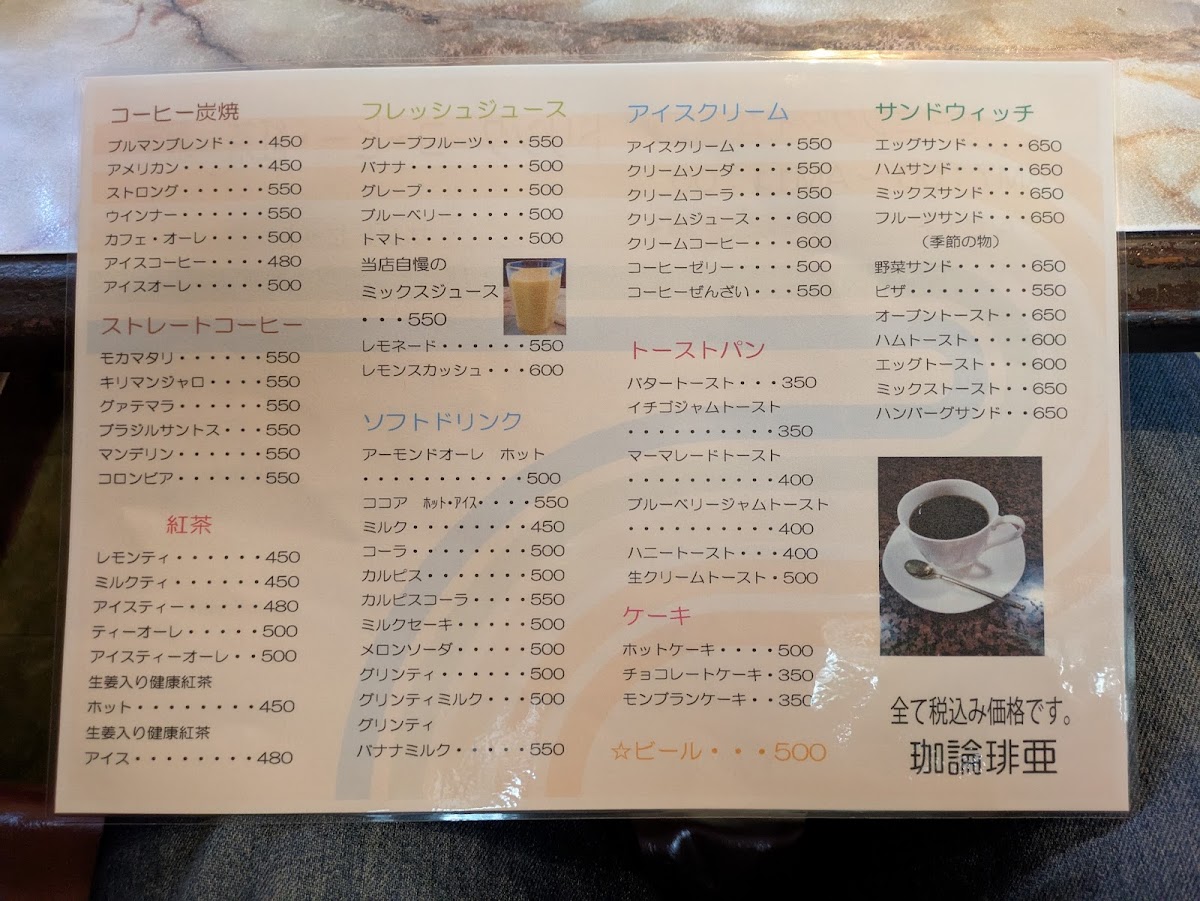 コーヒー炭焼
ブルマンブレンド・・・450
アメリカン・・・・・・450
ストロング・・・・・・550
ウインナー・・・・・・550
カフェ・オーレ・・・・500
アイスコーヒー・・・・480
アイスオーレ・・・・・500
ストレートコーヒー
モカマタリ・・・・・・550
キリマンジャロ・・・・550
グァテマラ・・・・・・550
ブラジルサントス・・・550
マンデリン・・・・・・550
コロンビア・・・・・・550
紅茶
レモンティ・・・・・・450
ミルクティ・・・・・・450
アイスティー・・・・・480
ティーオーレ・・・・・500
アイスティーオーレ・・500
生姜入り健康紅茶
ホット・・・・・・・・450
生姜入り健康紅茶
アイス・・・・・・・・480
フレッシュジュース
グレープフルーツ・・・550
バナナ・・・・・・・・500
グレープ・・・・・・・500
ブルーベリー・・・・・500
トマト・・・・・・・・500
当店自慢の
ミックスジュース
・・・550
レモネード・・・・・・550
レモンスカッシュ・・・600
ソフトドリンク
アーモンドオーレ　ホット
・・・・・・・・・・・500
ココア　ﾎｯﾄ・ｱｲｽ・・・・550
ミルク・・・・・・・・450
コーラ・・・・・・・・500
カルピス・・・・・・・500
カルピスコーラ・・・・550
ミルクセーキ・・・・・500
メロンソーダ・・・・・500
グリンティ・・・・・・500
グリンティミルク・・・500
グリンティ
バナナミルク・・・・・550
アイスクリーム
アイスクリーム・・・・550
クリームソーダ・・・・550
クリームコーラ・・・・550
クリームジュース・・・600
クリームコーヒー・・・600
コーヒーゼリー・・・・500
コーヒーぜんざい・・・550
トーストパン
バタートースト・・・350
イチゴジャムトースト
・・・・・・・・・・350
マーマレードトースト
・・・・・・・・・・400
ブルーベリージャムトースト
・・・・・・・・・・400
ハニートースト・・・400
生クリームトースト・500
ケーキ
ホットケーキ・・・・500
チョコレートケーキ・350
モンブランケーキ・・350
☆ビール・・・500
サンドウィッチ
エッグサンド・・・・650
ハムサンド・・・・・650
ミックスサンド・・・650
フルーツサンド・・・650
（季節の物）
野菜サンド・・・・・650
ピザ・・・・・・・・550
オーブントースト・・650
ハムトースト・・・・600
エッグトースト・・・600
ミックストースト・・650
ハンバーグサンド・・650
全て税込み価格です。
珈論琲亜